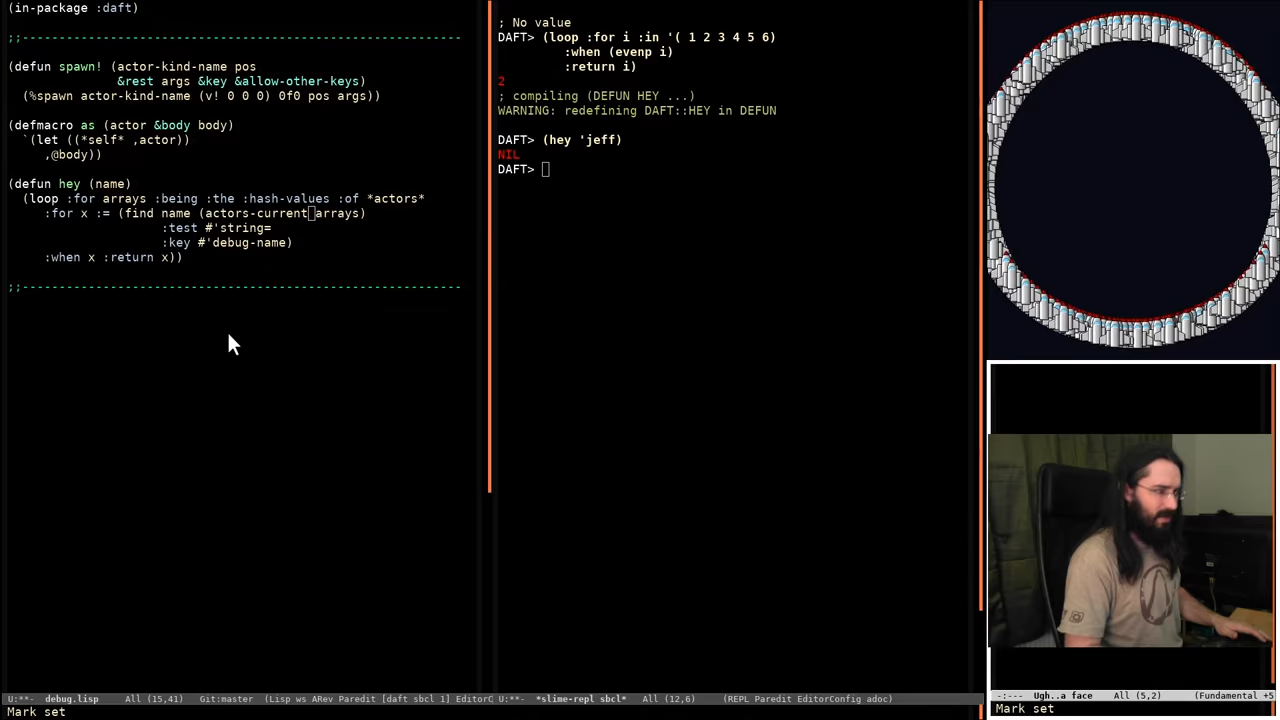 (in-package :daft)
;;--------------------------------------------------------------
(defun spawn! (actor-kind-name pos
&rest args &key &allow-other-keys)
(%spawn actor-kind-name (v! 0 0 0) 0f0 pos args))
(defmacro as (actor &body body)
`(let ((*self* ,actor))
,@body))
(defun hey (name)
(loop :for arrays :being :the :hash-values :of *actors*
:for x := (find name (actors-current arrays)
:test #'string=
:key #'debug-name)
:when x :return x))
;;--------------------------------------------------------------
U:**- debug.lisp All (15,41) Git:master (Lisp ws ARev Paredit [daft sbcl 1] EditorC
Mark set
; No value
DAFT> (loop :for i :in '( 1 2 3 4 5 6)
:when (evenp i)
:return i)
2
; compiling (DEFUN HEY ...)
WARNING: redefining DAFT::HEY in DEFUN
DAFT> (hey 'jeff)
NIL
DAFT>
U:**- *slime-repl sbcl* All (12,6) (REPL Paredit EditorConfig adoc)
-:--- Ugh..a face All (5,2) (Fundamental +5
Mark set